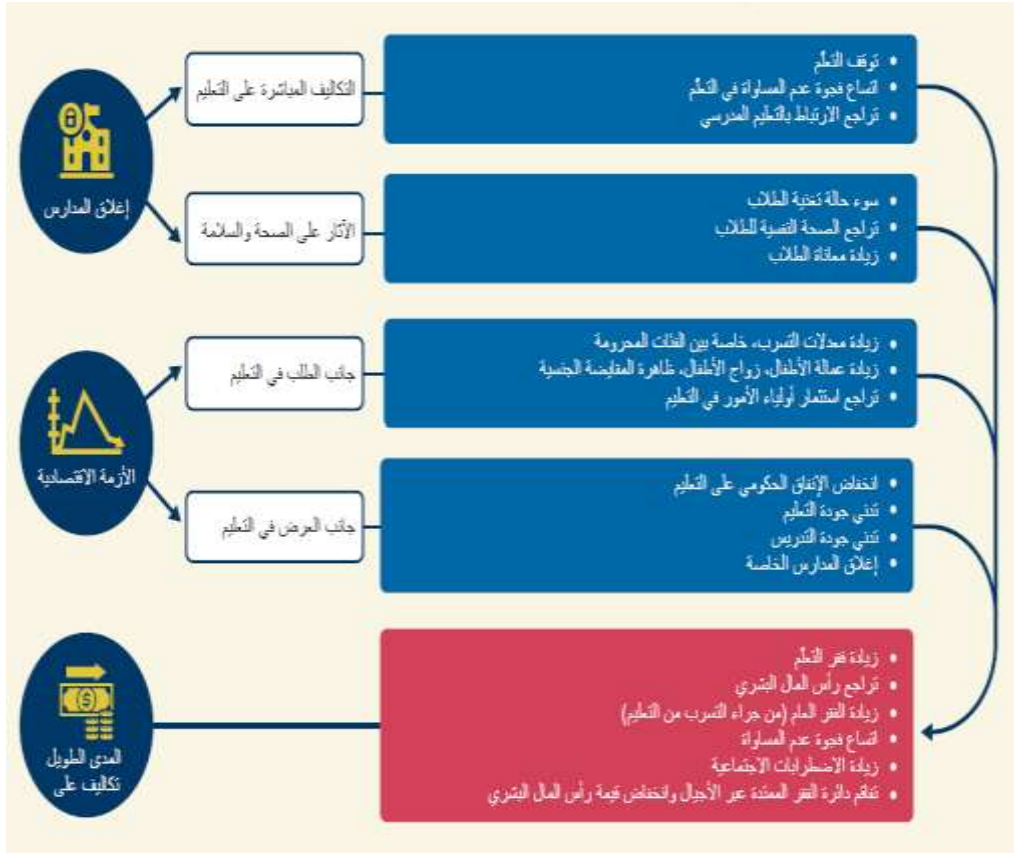 إغلاق المدارس
التكاليف المباشرة على التعليم
• توقف التعلّم
• اتساع فجوة عدم المساواة في التعلّم
• تراجع الارتباط بالتعليم المدرسي
الآثار على الصحة والسلامة
• سوء حالة تغذية الطلاب
• تراجع الصحة النفسية للطلاب
• زيادة معاناة الطلاب
الأزمة الاقتصادية
جانب الطلب في التعليم
• زيادة معدلات التسرب، خاصة بين الفئات المحرومة
• زيادة عمالة الأطفال، زواج الأطفال، ظاهرة المقايضة الجنسية
• تراجع استثمار أولياء الأمور في التعليم
جانب العرض في التعليم
• انخفاض الإنفاق الحكومي على التعليم
• تدني جودة التعليم
• تدني جودة التدريس
• إغلاق المدارس الخاصة
المدى الطويل
تكاليف على
• زيادة فقر التعلّم
• تراجع رأس المال البشري
• زيادة الفقر العام (من جراء التسرب من التعليم)
• اتساع فجوة عدم المساواة
• زيادة الاضطرابات الاجتماعية
• تفاقم دائرة الفقر الممتدة عبر الأجيال وانخفاض قيمة رأس المال البشري